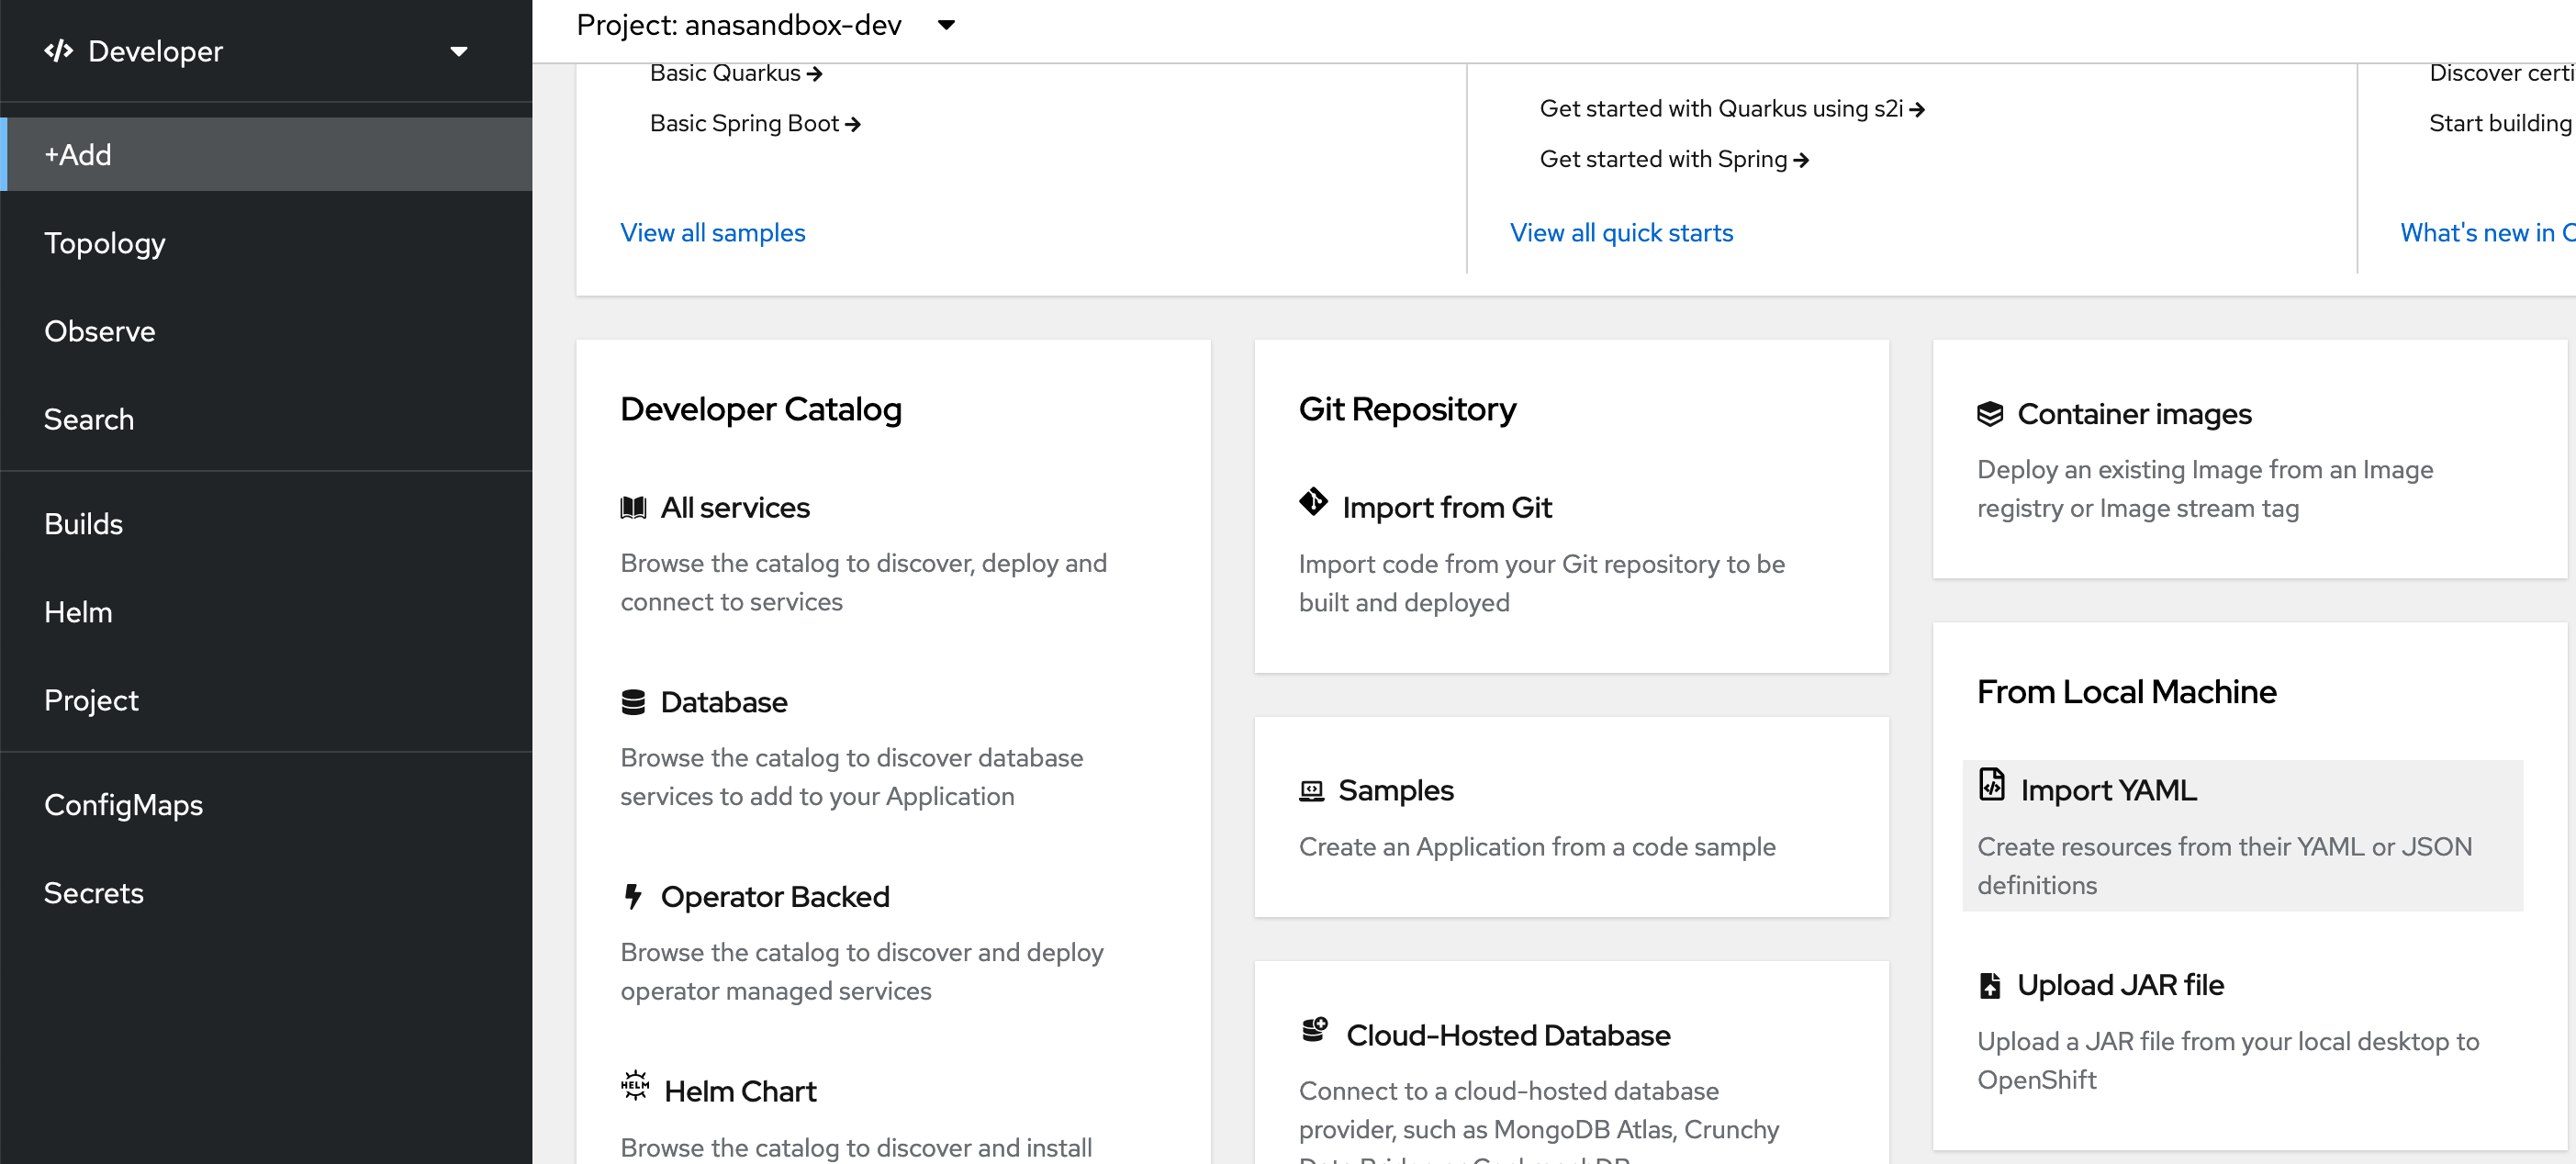 Developer
+Add
Topology
Observe
Search
Builds
Helm
Project
ConfigMaps
Secrets
Project: anasandbox-dev
Basic Quarkus
Basic Spring Boot
View all samples
Get started with Quarkus using s2i
Get started with Spring
View all quick starts
Discover certi
Start building
What's new in
Developer Catalog
All services
Browse the catalog to discover, deploy and
connect to services
Database
Browse the catalog to discover database
services to add to your Application
Operator Backed
Browse the catalog to discover and deploy
operator managed services
HELM
Helm Chart
Browse the catalog to discover and install
Git Repository
Import from Git
Import code from your Git repository to be
built and deployed
Samples
Create an Application from a code sample
Cloud-Hosted Database
Connect to a cloud-hosted database
provider, such as MongoDB Atlas, Crunchy
Container images
Deploy an existing Image from an Image
registry or Image stream tag
From Local Machine
Import YAML
Create resources from their YAML or JSON
definitions
Upload JAR file
Upload a JAR file from your local desktop to
OpenShift